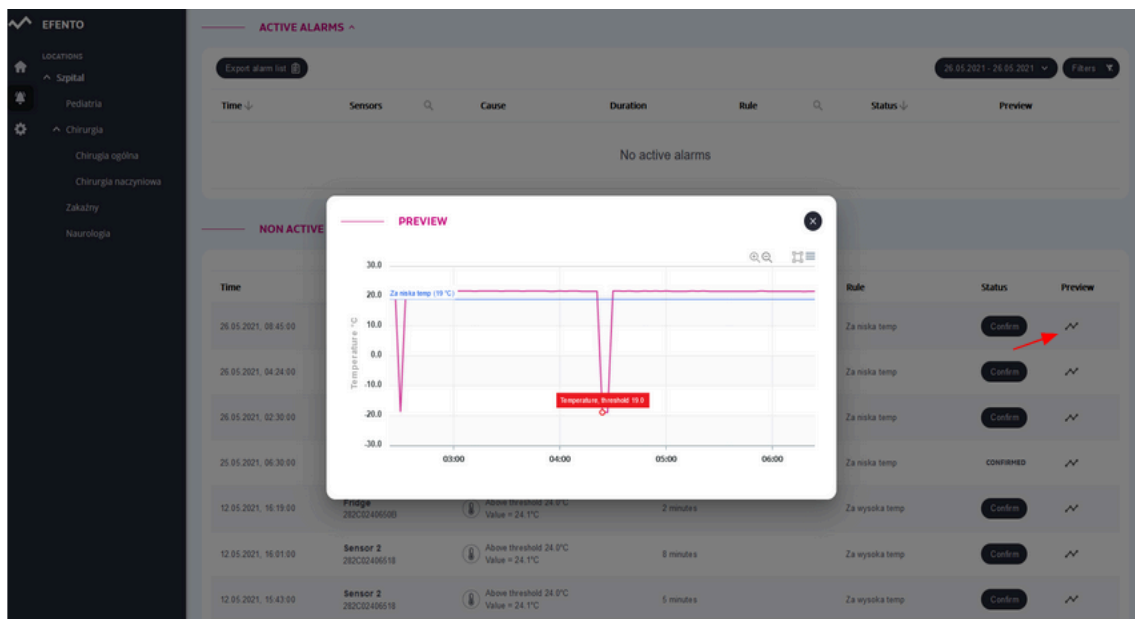 EFENTO
LOCATIONS
Szpital
Pediatria
Chirurgia
Chirugia ogólna
Chirurgia naczyniowa
Zakaźny
Naurologia
ACTIVE ALARMS
Export alarm list
26.05.2021 - 26.05.2021
Filters
Time Sensors Cause Duration Rule Status Preview
No active alarms
NON ACTIVE
Time Rule Status Preview
26.05.2021, 08:45:00 Za niska temp Confirm
26.05.2021, 04:24:00 Za niska temp Confirm
26.05.2021, 02:30:00 Za niska temp Confirm
25.05.2021, 06:30:00 Za niska temp CONFIRMED
12.05.2021, 16:19:00 Fridge Above threshold 24.0°C 2 minutes Za wysoka temp Confirm
282C0240650B Value = 24.1°C
12.05.2021, 16:01:00 Sensor 2 Above threshold 24.0°C 8 minutes Za wysoka temp Confirm
282C02406518 Value = 24.1°C
12.05.2021, 15:43:00 Sensor 2 Above threshold 24.0°C 5 minutes Za wysoka temp Confirm
282C02406518 Value = 24.1°C
PREVIEW
Temperature °C
30.0
20.0
10.0
0.0
-10.0
-20.0
-30.0
Za niska temp (19 °C)
Temperature, threshold 19.0
03:00 04:00 05:00 06:00